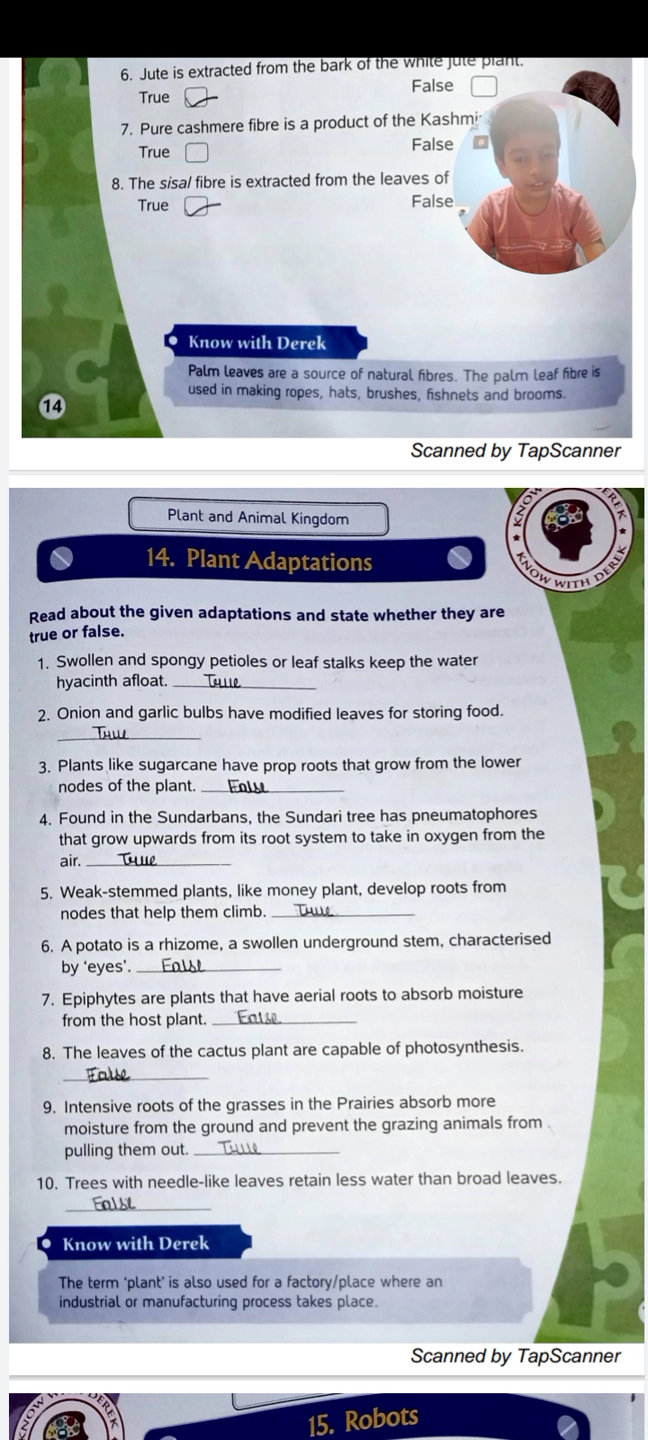 6. Jute is extracted from the bark of the white jute plant.
True False
7. Pure cashmere fibre is a product of the Kashmi
True False
8. The sisal fibre is extracted from the leaves of
True False
Know with Derek
Palm leaves are a source of natural fibres. The palm leaf fibre is
used in making ropes, hats, brushes, fishnets and brooms.
14
Scanned by TapScanner
Plant and Animal Kingdom
KNOW EREK
KNOW WITH DEREK
14. Plant Adaptations
Read about the given adaptations and state whether they are
true or false.
1. Swollen and spongy petioles or leaf stalks keep the water
hyacinth afloat. True
2. Onion and garlic bulbs have modified leaves for storing food.
True
3. Plants like sugarcane have prop roots that grow from the lower
nodes of the plant. False
4. Found in the Sundarbans, the Sundari tree has pneumatophores
that grow upwards from its root system to take in oxygen from the
air. True
5. Weak-stemmed plants, like money plant, develop roots from
nodes that help them climb. True
6. A potato is a rhizome, a swollen underground stem, characterised
by ‘eyes’. False
7. Epiphytes are plants that have aerial roots to absorb moisture
from the host plant. False
8. The leaves of the cactus plant are capable of photosynthesis.
False
9. Intensive roots of the grasses in the Prairies absorb more
moisture from the ground and prevent the grazing animals from
pulling them out. True
10. Trees with needle-like leaves retain less water than broad leaves.
False
Know with Derek
The term ‘plant’ is also used for a factory/place where an
industrial or manufacturing process takes place.
Scanned by TapScanner
KNOW W DEREK
15. Robots